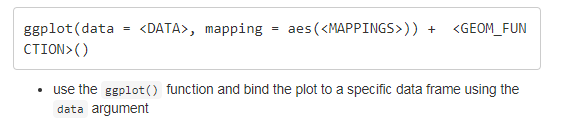 ggplot(data = <DATA>, mapping = aes(<MAPPINGS>)) +  <GEOM_FUN
CTION>()
• use the ggplot() function and bind the plot to a specific data frame using the
data argument